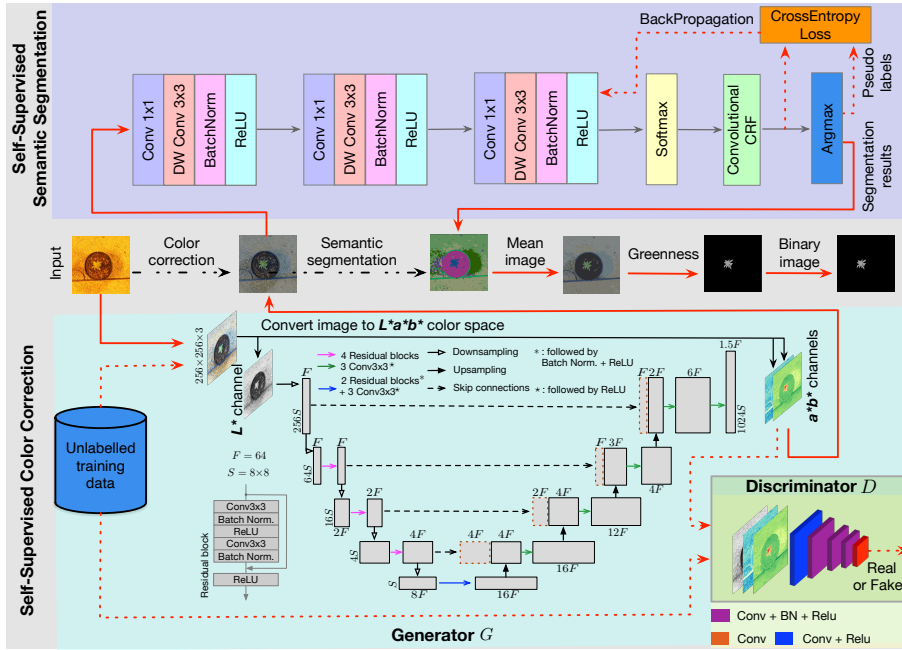 Self-Supervised
Semantic Segmentation
BackPropagation
CrossEntropy
Loss
Pseudo
labels
Conv 1x1
DW Conv 3x3
BatchNorm
ReLU
Conv 1x1
DW Conv 3x3
BatchNorm
ReLU
Conv 1x1
DW Conv 3x3
BatchNorm
ReLU
Softmax
Convolutional
CRF
Argmax
Segmentation
results
Input
Color
correction
Semantic
segmentation
Mean
image
Greenness
Binary
image
Self-Supervised Color Correction
256×256×3
Convert image to L*a*b* color space
L* channel
4 Residual blocks
3 Conv3x3*
2 Residual blocks*
+ 3 Conv3x3*
Downsampling
Upsampling
Skip connections
* : followed by
Batch Norm. + ReLU
* : followed by ReLU
a*b* channels
Unlabelled
training
data
F = 64
S = 8×8
Residual block
Conv3x3
Batch Norm.
ReLU
Conv3x3
Batch Norm.
ReLU
F
256S
F
F
64S
2F
16S
2F
4F
4S
8F
S
16F
4F
4F
16F
2F
4F
12F
F
3F
4F
F
2F
6F
1.5F
1024S
Generator G
Discriminator D
Real
or Fake
Conv + BN + Relu
Conv
Conv + Relu